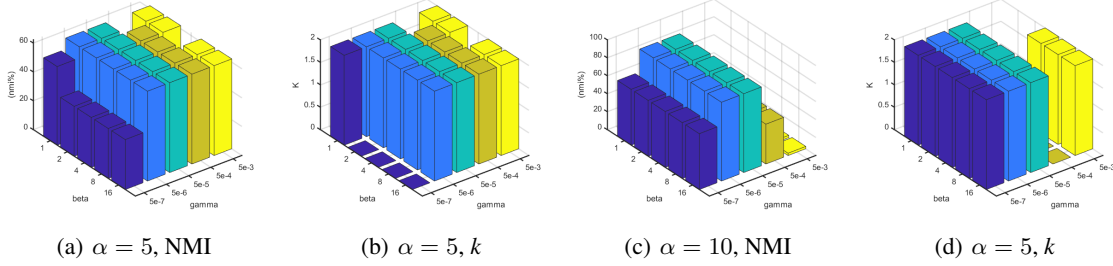 60
40
20
0
(nmi%)
1
2
4
8
16
beta
5e-7
5e-6
5e-5
5e-4
5e-3
gamma
2
1.5
1
0.5
0
K
1
2
4
8
16
beta
5e-7
5e-6
5e-5
5e-4
5e-3
gamma
100
80
60
40
20
0
(nmi%)
1
2
4
8
16
beta
5e-7
5e-6
5e-5
5e-4
5e-3
gamma
2
1.5
1
0.5
0
K
1
2
4
8
16
beta
5e-7
5e-6
5e-5
5e-4
5e-3
gamma
(a) α = 5, NMI
(b) α = 5, k
(c) α = 10, NMI
(d) α = 5, k